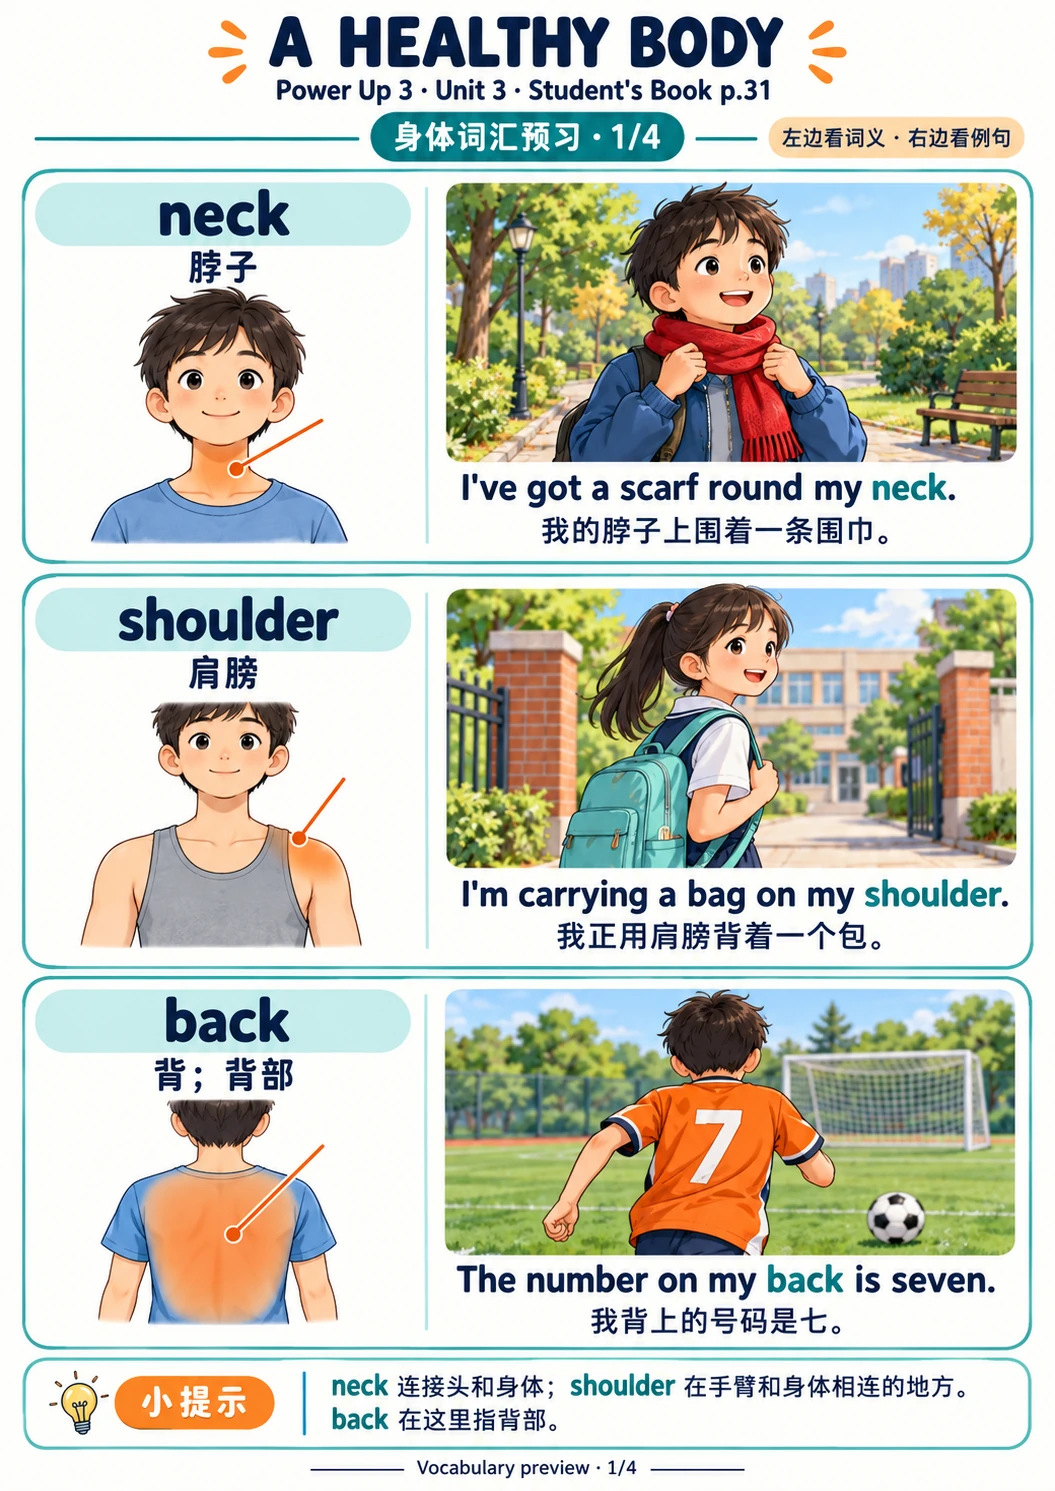 A HEALTHY BODY
Power Up 3 · Unit 3 · Student's Book p.31
身体词汇预习 · 1/4
左边看词义 · 右边看例句
neck
脖子
I've got a scarf round my neck.
我的脖子上围着一条围巾。
shoulder
肩膀
I'm carrying a bag on my shoulder.
我正用肩膀背着一个包。
back
背；背部
7
The number on my back is seven.
我背上的号码是七。
小提示
neck 连接头和身体；shoulder 在手臂和身体相连的地方。
back 在这里指背部。
Vocabulary preview · 1/4